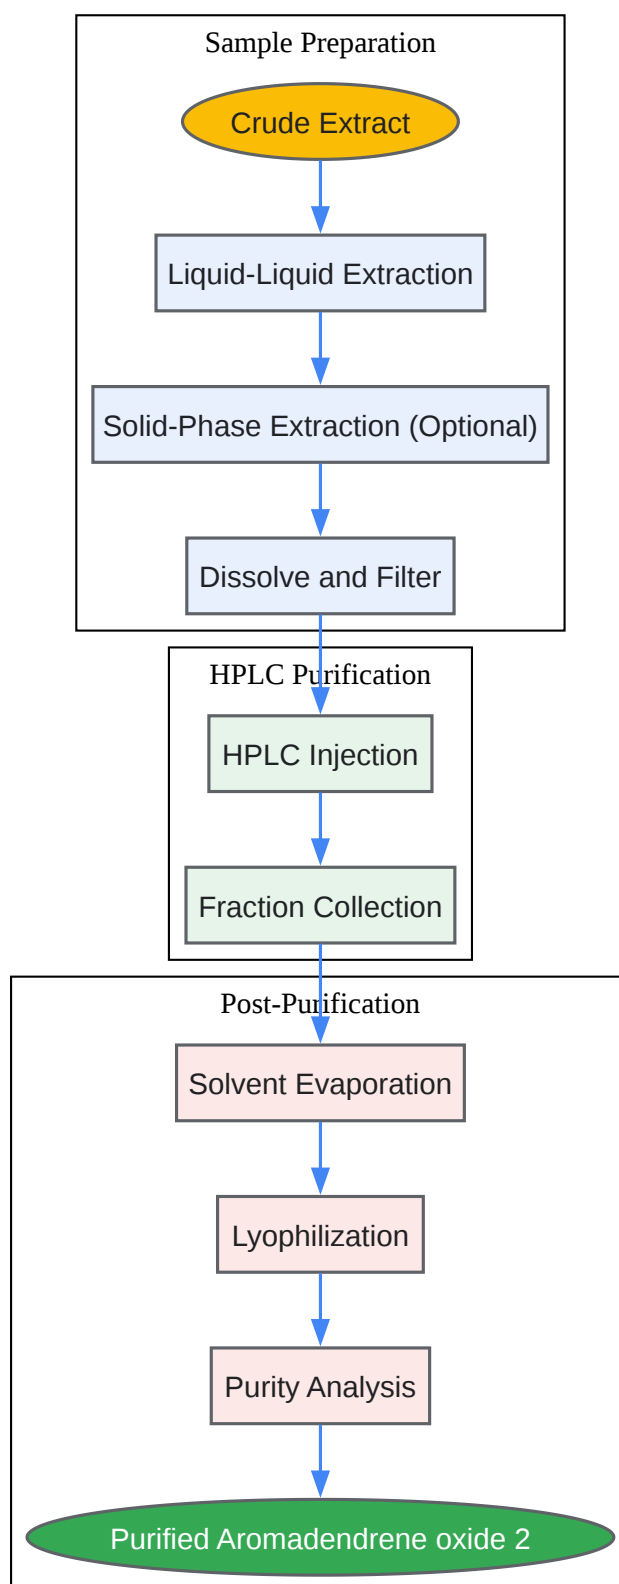 Sample Preparation
Crude Extract
Liquid-Liquid Extraction
Solid-Phase Extraction (Optional)
Dissolve and Filter
HPLC Purification
HPLC Injection
Fraction Collection
Post-Purification
Solvent Evaporation
Lyophilization
Purity Analysis
Purified Aromadendrene oxide 2